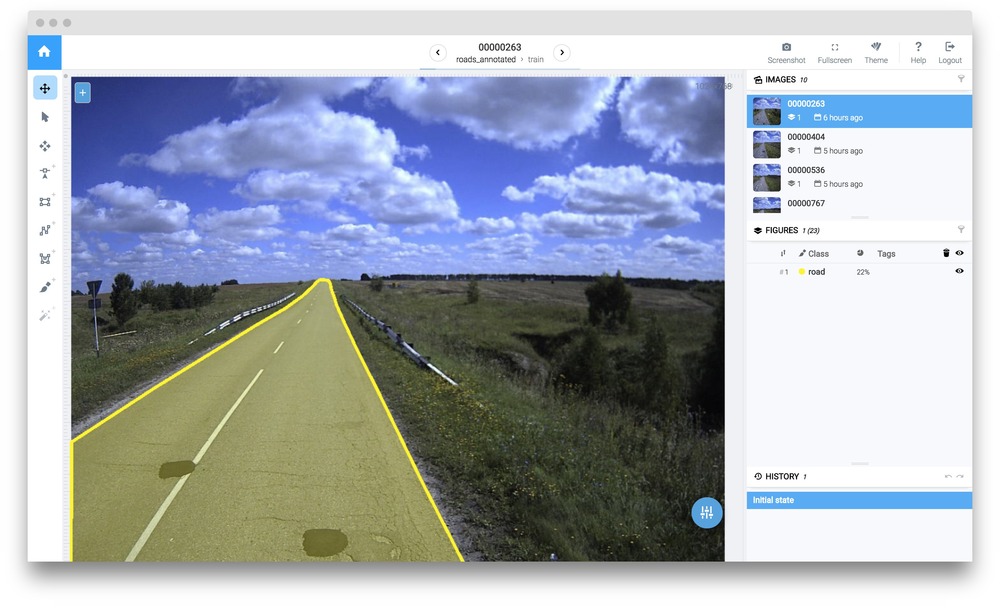 00000263
roads_annotated › train
Screenshot
Fullscreen
Theme
Help
Logout
IMAGES 10
00000263
1 6 hours ago
00000404
1 5 hours ago
00000536
1 5 hours ago
00000767
FIGURES 1 (23)
Class
Tags
#1 road 22%
HISTORY 1
Initial state